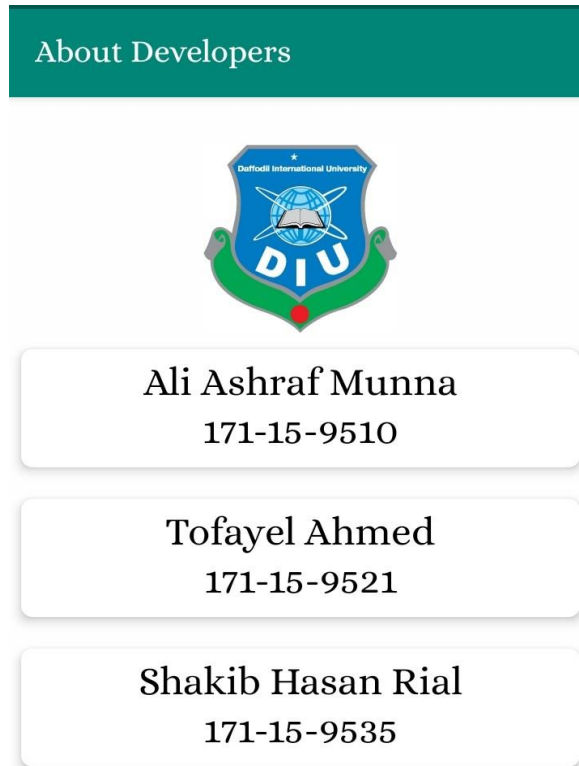 About Developers
Daffodil International University
DIU
Ali Ashraf Munna
171-15-9510
Tofayel Ahmed
171-15-9521
Shakib Hasan Rial
171-15-9535